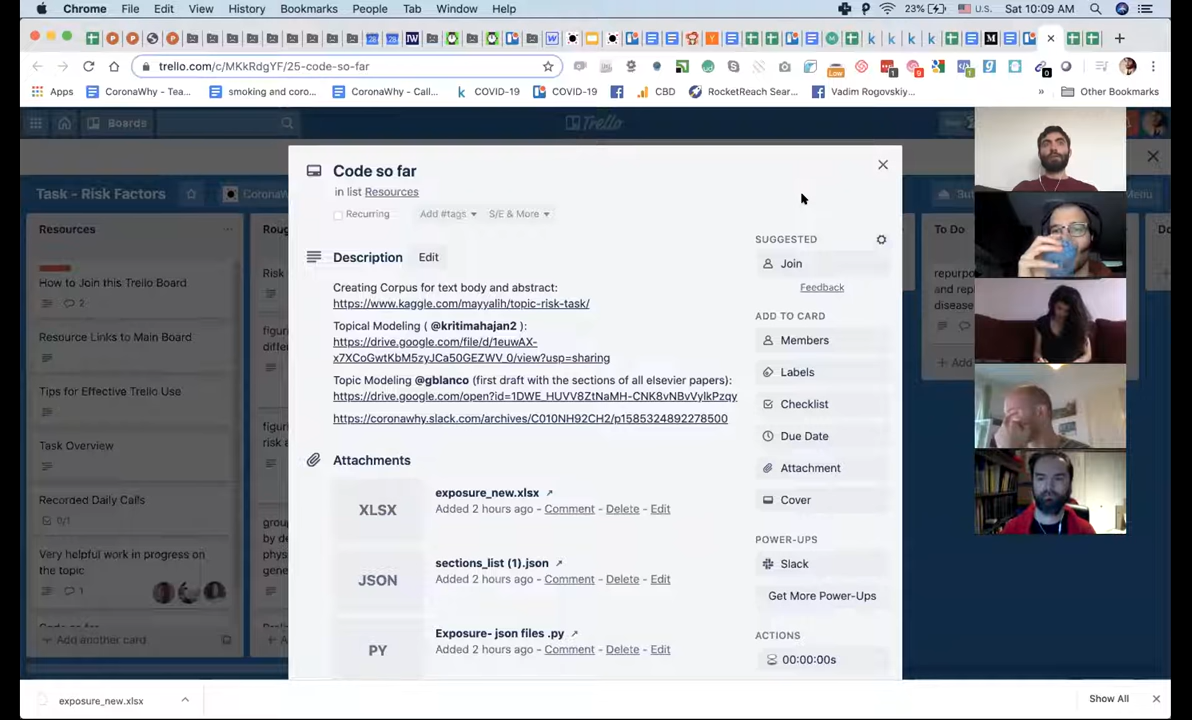 Chrome File Edit View History Bookmarks People Tab Window Help 23% U.S. Sat 10:09 AM
trello.com/c/MKkRdgYF/25-code-so-far
Apps CoronaWhy - Tea... smoking and coro... CoronaWhy - Call... COVID-19 COVID-19 CBD RocketReach Sear... Vadim Rogovskiy... » Other Bookmarks
Boards Trello
Task - Risk Factors CoronaW Menu
Resources
How to Join this Trello Board
2
Resource Links to Main Board
Tips for Effective Trello Use
Task Overview
Recorded Daily Calls
0/1
Very helpful work in progress on
the topic
1
Code so far
+ Add another card
Code so far
in list Resources
Recurring Add #tags S/E & More
Description Edit
Creating Corpus for text body and abstract:
https://www.kaggle.com/mayyalih/topic-risk-task/
Topical Modeling ( @kritimahajan2 ):
https://drive.google.com/file/d/1euwAX-
x7XCoGwtKbM5zyJCa50GEZWV_0/view?usp=sharing
Topic Modeling @gblanco (first draft with the sections of all elsevier papers):
https://drive.google.com/open?id=1DWE_HUVV8ZtNaMH-CNK8vNBvVylkPzqy
https://coronawhy.slack.com/archives/C010NH92CH2/p1585324892278500
Attachments
XLSX
exposure_new.xlsx
Added 2 hours ago - Comment - Delete - Edit
JSON
sections_list (1).json
Added 2 hours ago - Comment - Delete - Edit
PY
Exposure- json files .py
Added 2 hours ago - Comment - Delete - Edit
SUGGESTED
Join
Feedback
ADD TO CARD
Members
Labels
Checklist
Due Date
Attachment
Cover
POWER-UPS
Slack
Get More Power-Ups
ACTIONS
00:00:00s
To Do
exposure_new.xlsx
Show All